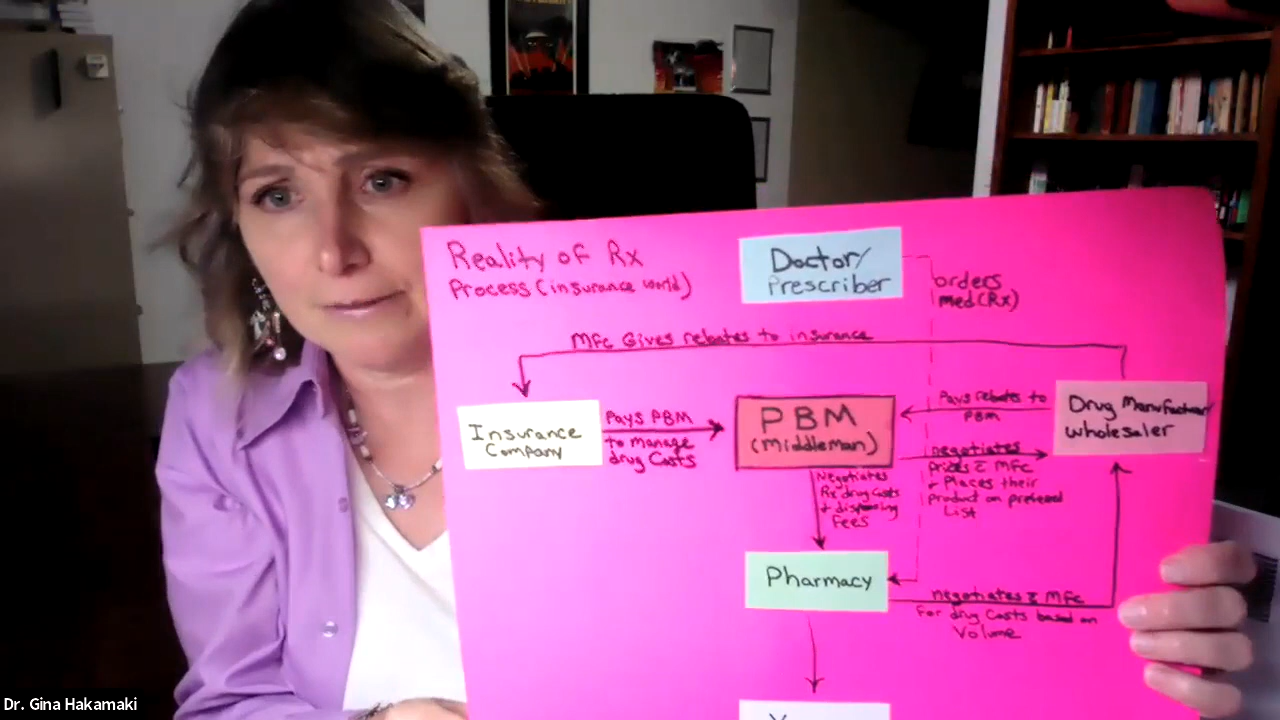 Reality of Rx
Process (insurance world)
Doctor/
Prescriber
orders
med (Rx)
MFc Gives rebates to insurance
Insurance
Company
Pays PBM
to manage
drug Costs
PBM
(Middleman)
Pays rebates to
PBM
Drug Manufacturer
wholesaler
negotiates
prices c̄ MFC
+ Places their
Product on preferred
List
Negotiates
Rx drug Costs
+ dispensing
Fees
Pharmacy
negotiates c̄ MFC
For drug Costs based on
Volume
Dr. Gina Hakamaki